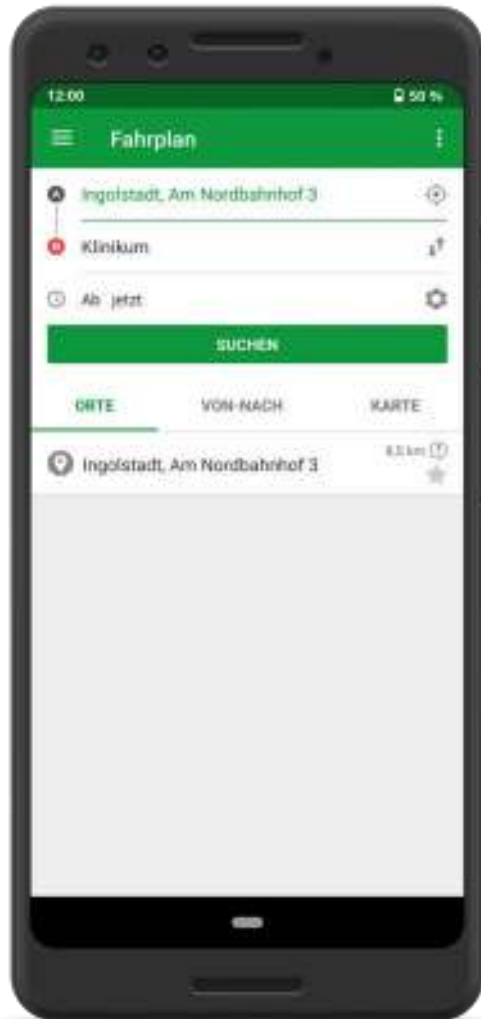 12:00 50 %
Fahrplan
A Ingolstadt, Am Nordbahnhof 3
B Klinikum
Ab jetzt
SUCHEN
ORTE VON-NACH KARTE
Ingolstadt, Am Nordbahnhof 3